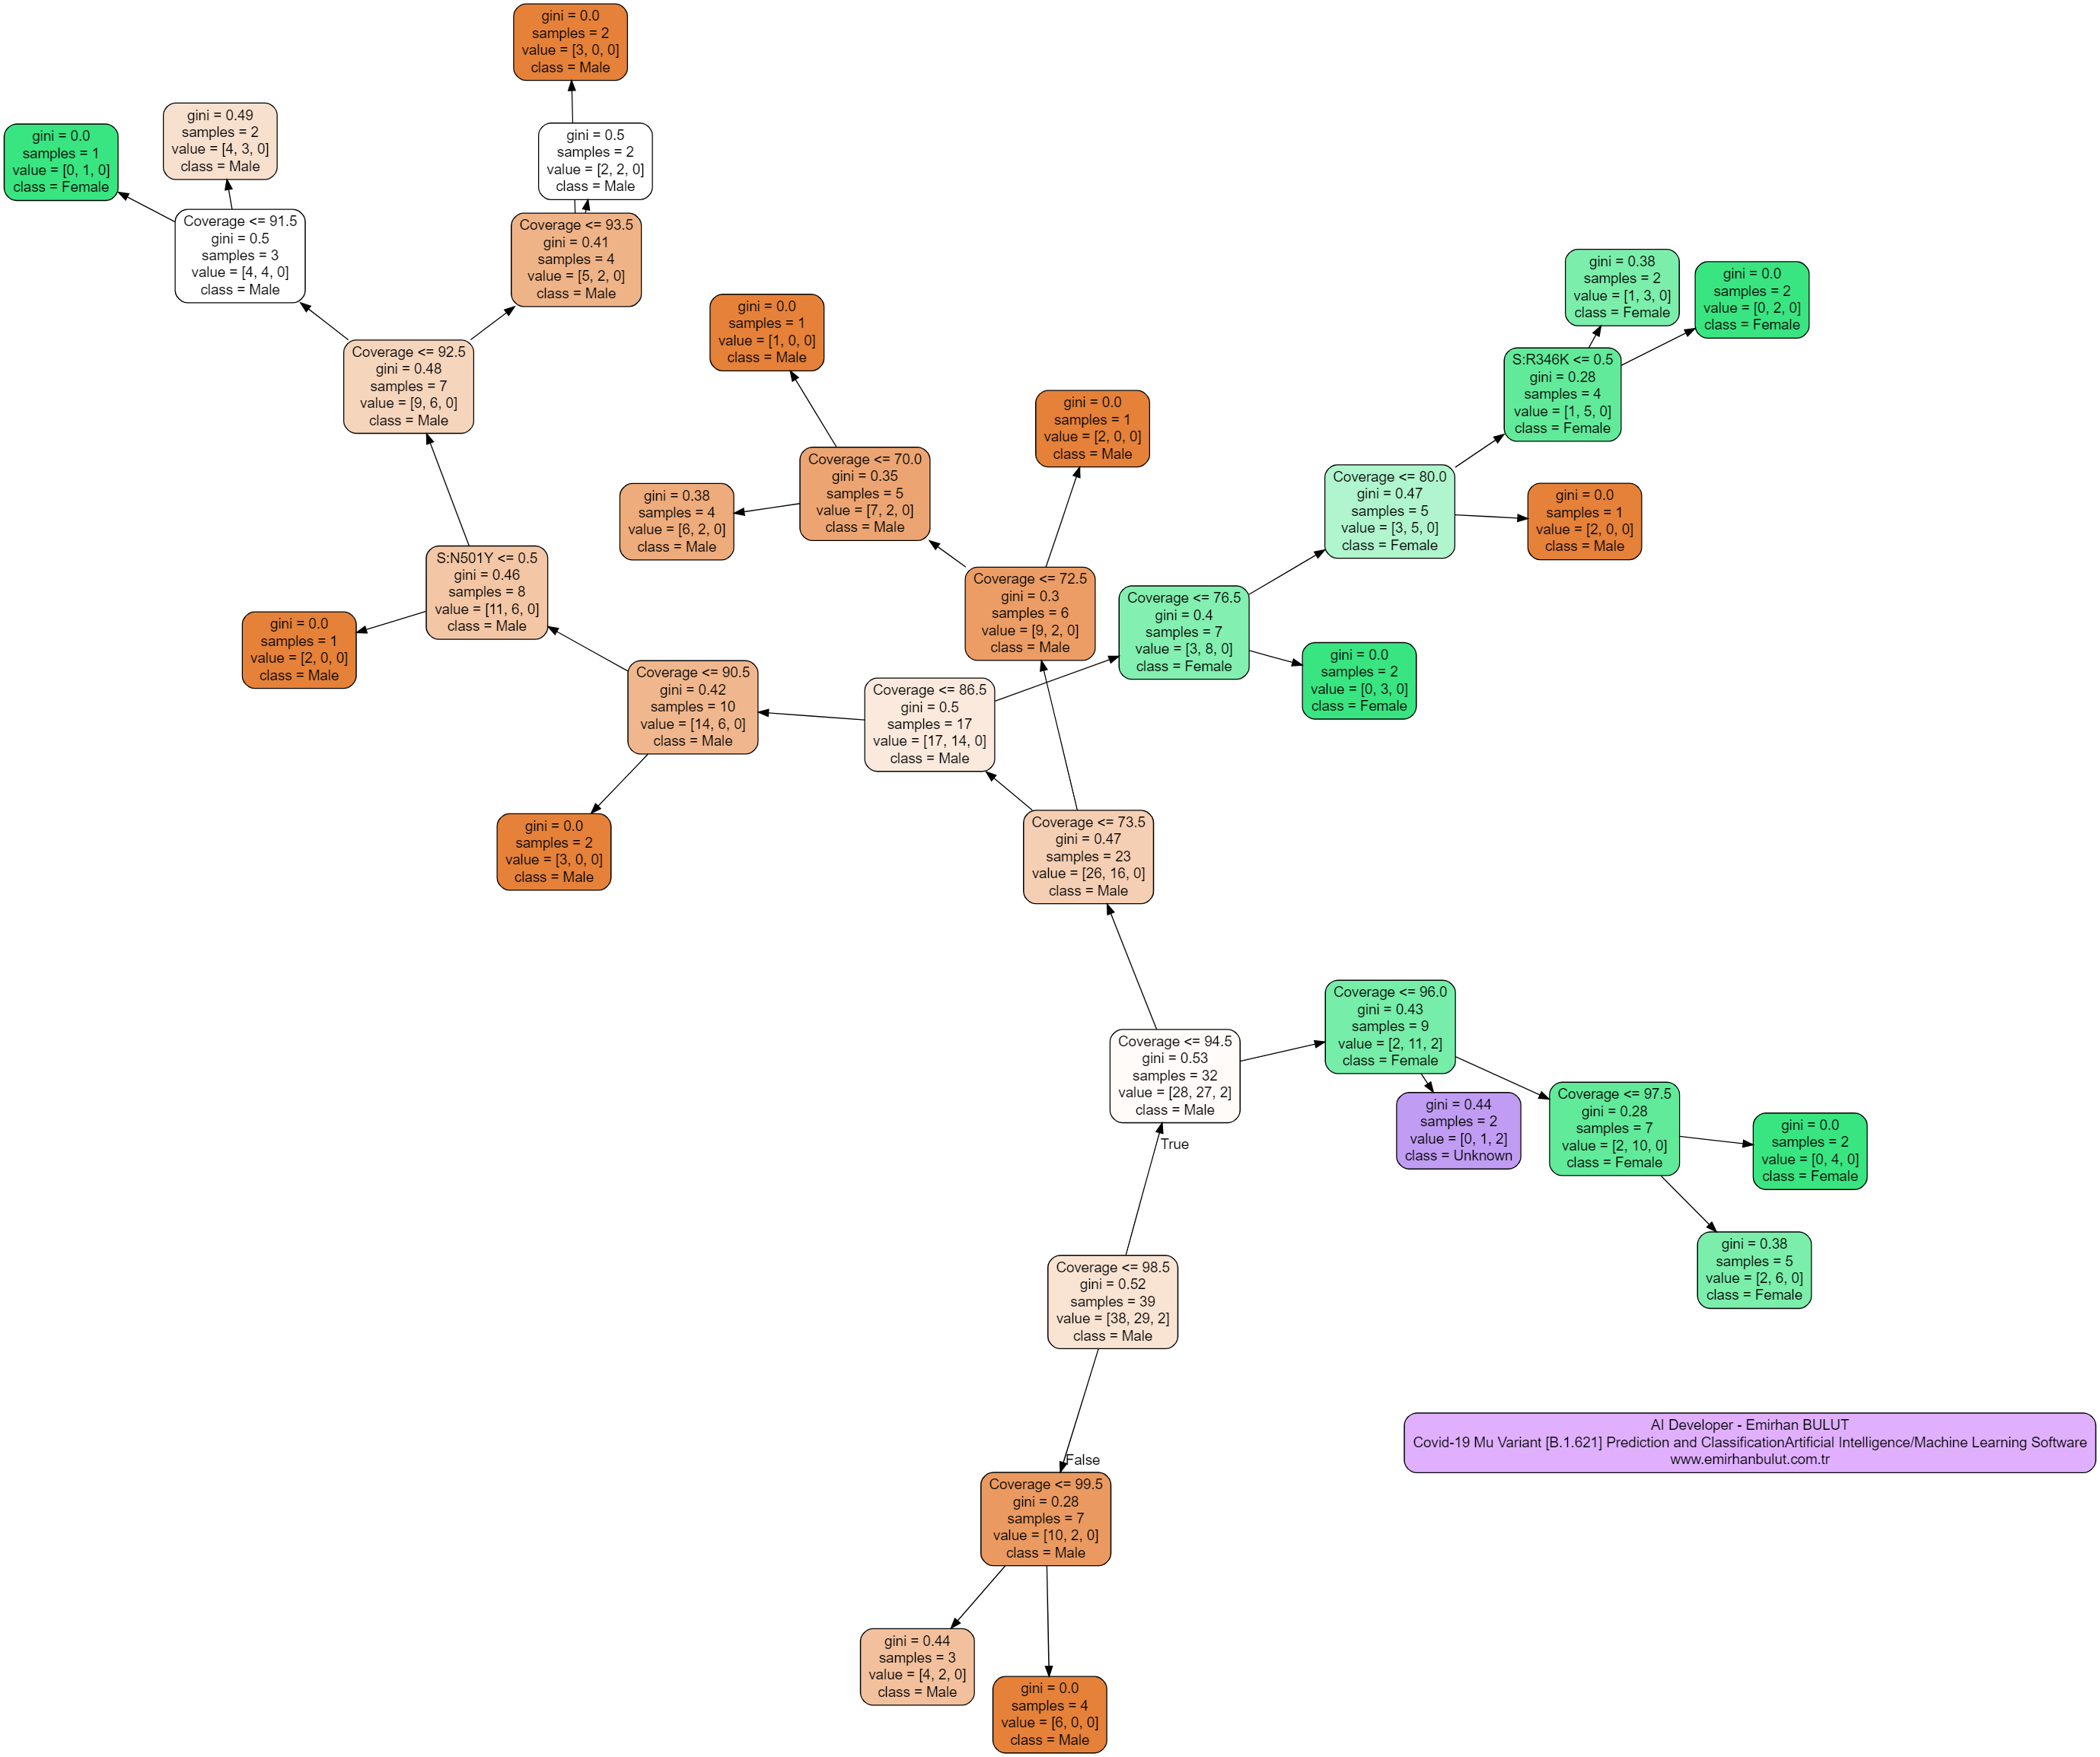 gini = 0.0
samples = 2
value = [3, 0, 0]
class = Male
gini = 0.49
samples = 2
value = [4, 3, 0]
class = Male
gini = 0.0
samples = 1
value = [0, 1, 0]
class = Female
gini = 0.5
samples = 2
value = [2, 2, 0]
class = Male
Coverage <= 91.5
gini = 0.5
samples = 3
value = [4, 4, 0]
class = Male
Coverage <= 93.5
gini = 0.41
samples = 4
value = [5, 2, 0]
class = Male
gini = 0.38
samples = 2
value = [1, 3, 0]
class = Female
gini = 0.0
samples = 2
value = [0, 2, 0]
class = Female
gini = 0.0
samples = 1
value = [1, 0, 0]
class = Male
Coverage <= 92.5
gini = 0.48
samples = 7
value = [9, 6, 0]
class = Male
S:R346K <= 0.5
gini = 0.28
samples = 4
value = [1, 5, 0]
class = Female
gini = 0.0
samples = 1
value = [2, 0, 0]
class = Male
Coverage <= 70.0
gini = 0.35
samples = 5
value = [7, 2, 0]
class = Male
Coverage <= 80.0
gini = 0.47
samples = 5
value = [3, 5, 0]
class = Female
gini = 0.38
samples = 4
value = [6, 2, 0]
class = Male
gini = 0.0
samples = 1
value = [2, 0, 0]
class = Male
S:N501Y <= 0.5
gini = 0.46
samples = 8
value = [11, 6, 0]
class = Male
Coverage <= 72.5
gini = 0.3
samples = 6
value = [9, 2, 0]
class = Male
Coverage <= 76.5
gini = 0.4
samples = 7
value = [3, 8, 0]
class = Female
gini = 0.0
samples = 1
value = [2, 0, 0]
class = Male
gini = 0.0
samples = 2
value = [0, 3, 0]
class = Female
Coverage <= 90.5
gini = 0.42
samples = 10
value = [14, 6, 0]
class = Male
Coverage <= 86.5
gini = 0.5
samples = 17
value = [17, 14, 0]
class = Male
gini = 0.0
samples = 2
value = [3, 0, 0]
class = Male
Coverage <= 73.5
gini = 0.47
samples = 23
value = [26, 16, 0]
class = Male
Coverage <= 96.0
gini = 0.43
samples = 9
value = [2, 11, 2]
class = Female
Coverage <= 94.5
gini = 0.53
samples = 32
value = [28, 27, 2]
class = Male
gini = 0.44
samples = 2
value = [0, 1, 2]
class = Unknown
Coverage <= 97.5
gini = 0.28
samples = 7
value = [2, 10, 0]
class = Female
gini = 0.0
samples = 2
value = [0, 4, 0]
class = Female
True
gini = 0.38
samples = 5
value = [2, 6, 0]
class = Female
Coverage <= 98.5
gini = 0.52
samples = 39
value = [38, 29, 2]
class = Male
AI Developer - Emirhan BULUT
Covid-19 Mu Variant [B.1.621] Prediction and ClassificationArtificial Intelligence/Machine Learning Software
www.emirhanbulut.com.tr
False
Coverage <= 99.5
gini = 0.28
samples = 7
value = [10, 2, 0]
class = Male
gini = 0.44
samples = 3
value = [4, 2, 0]
class = Male
gini = 0.0
samples = 4
value = [6, 0, 0]
class = Male